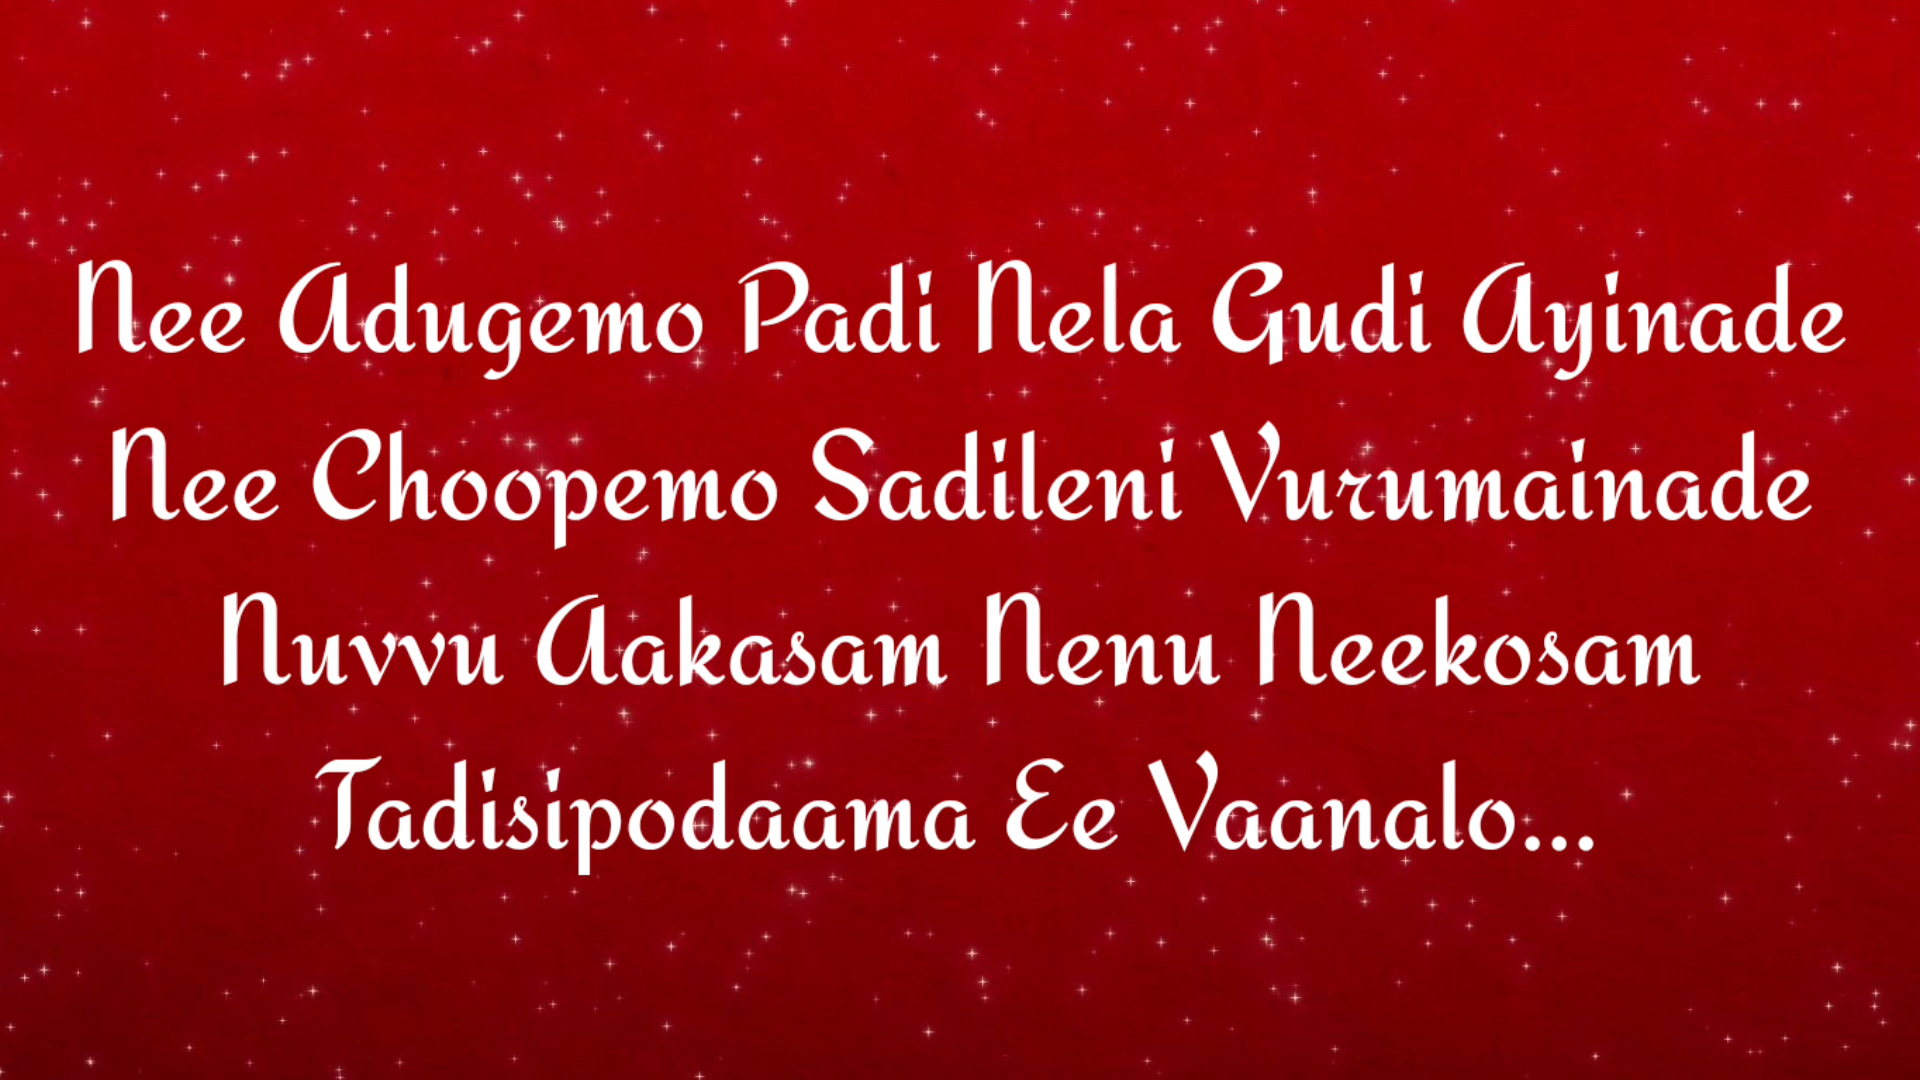 Nee Adugemo Padi Nela Gudi Ayinade
Nee Choopemo Sadileni Vurumainade
Nuvvu Aakasam Nenu Neekosam
Tadisipodaama Ee Vaanalo...